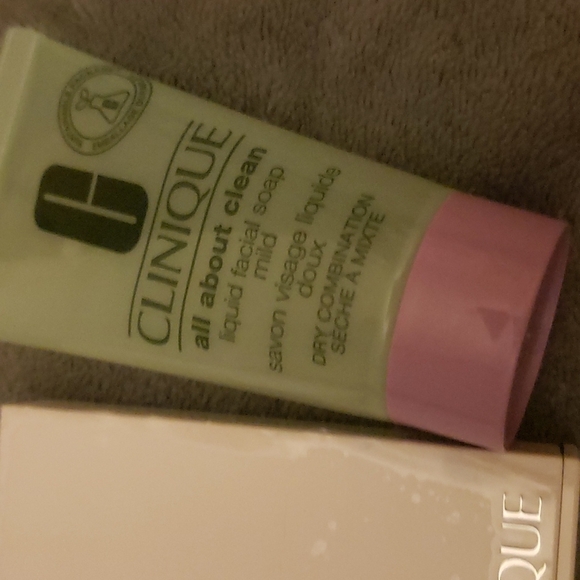 CLINIQUE
all about clean
liquid facial soap
mild
savon visage liquide
doux
DRY COMBINATION
SÈCHE À MIXTE
QUE